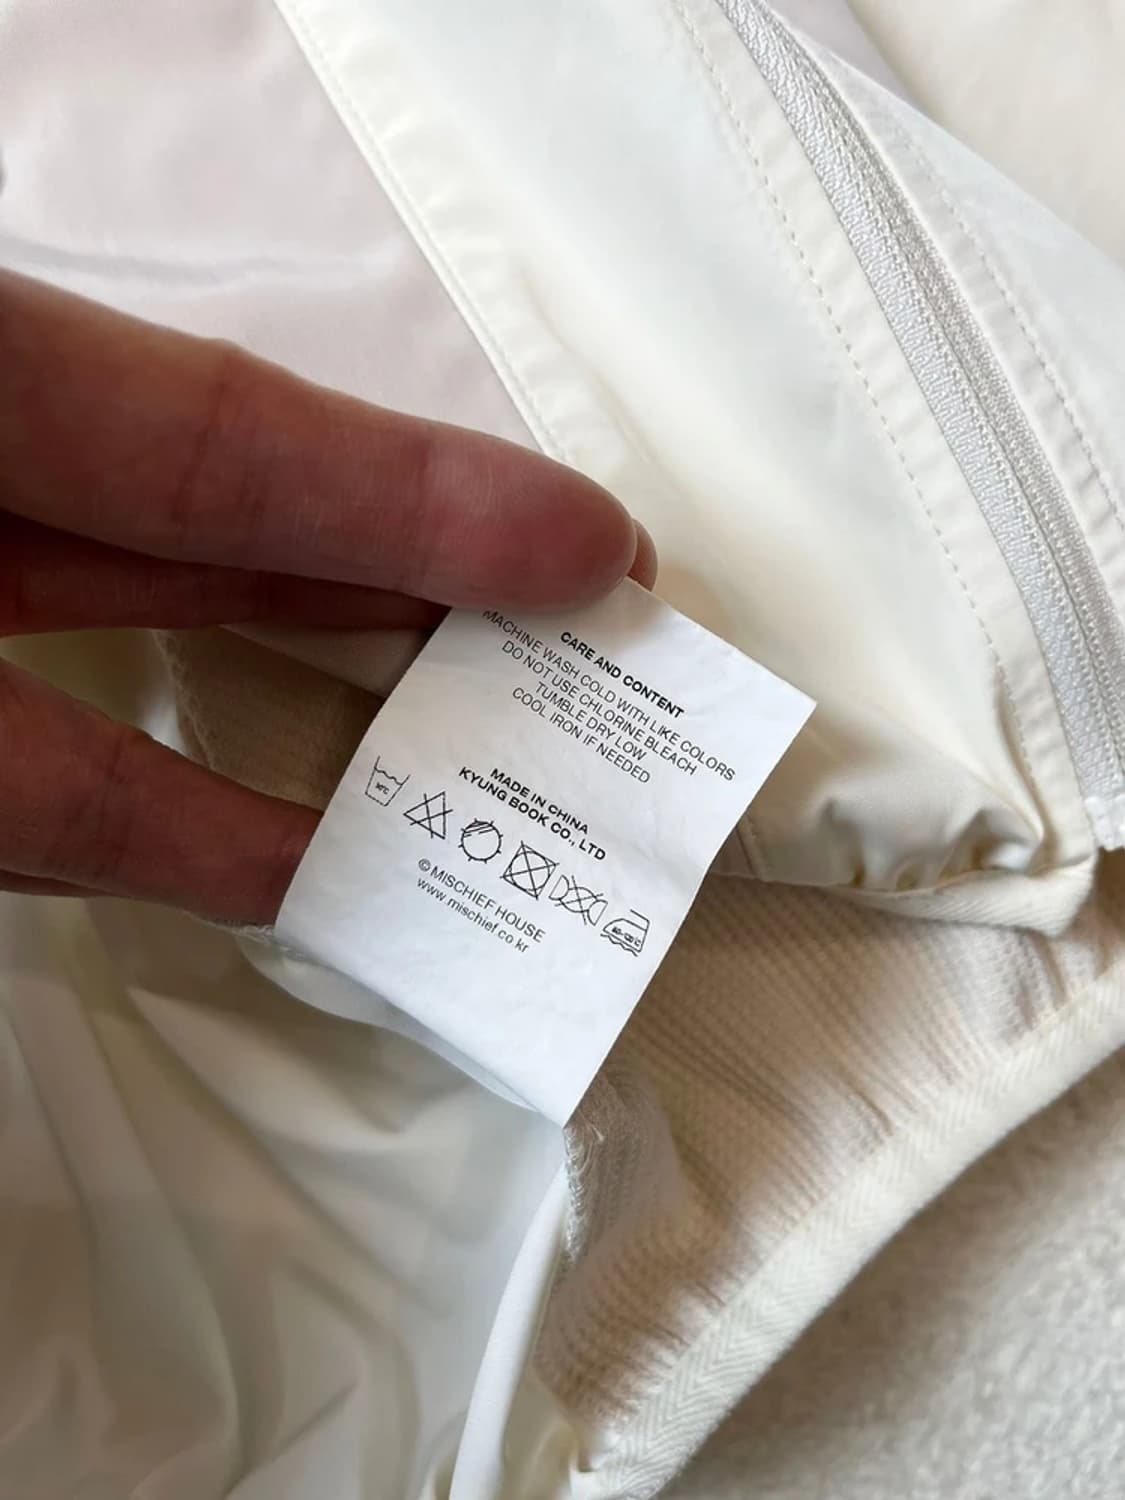 CARE AND CONTENT
MACHINE WASH COLD WITH LIKE COLORS
DO NOT USE CHLORINE BLEACH
TUMBLE DRY LOW
COOL IRON IF NEEDED
MADE IN CHINA
KYUNG BOOK CO., LTD
© MISCHIEF HOUSE
www.mischief.co.kr